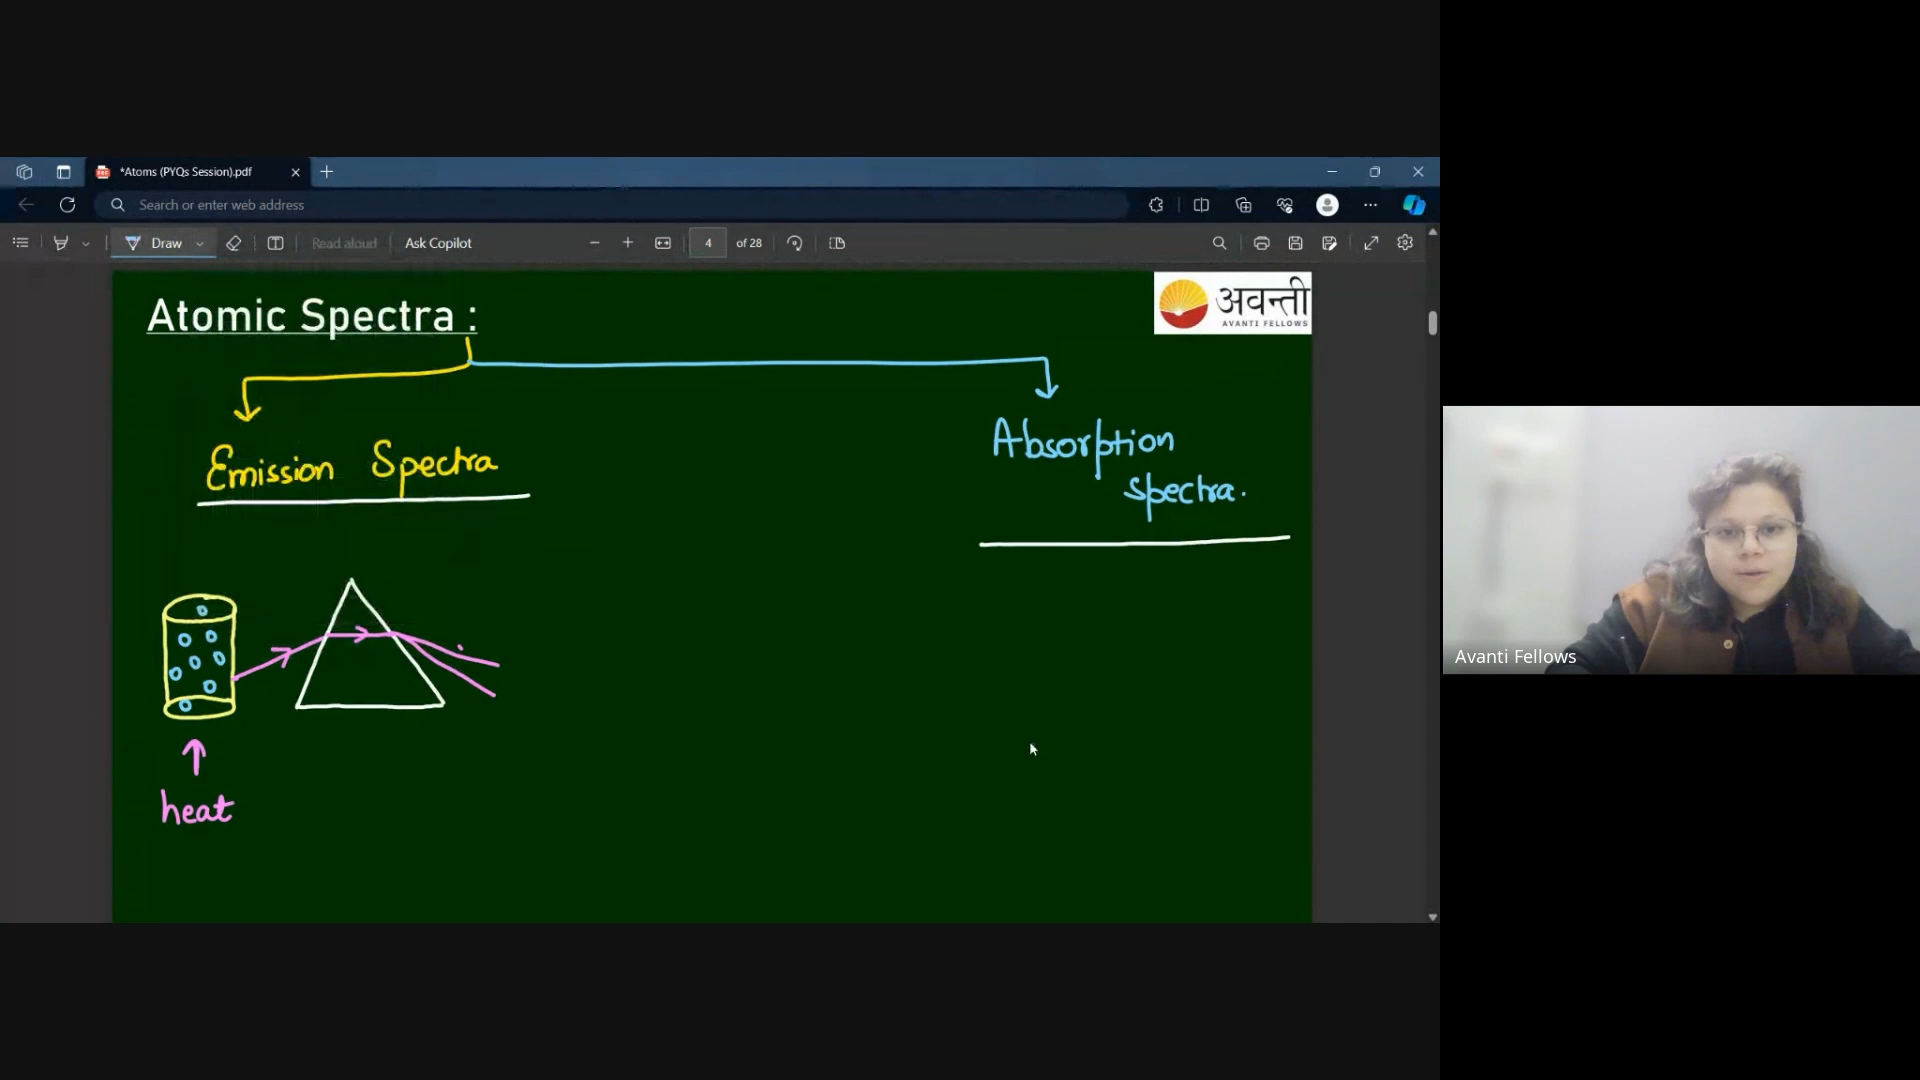 *Atoms (PYQs Session).pdf
Search or enter web address
Draw
Read aloud
Ask Copilot
4 of 28
Atomic Spectra :
अवन्ती
AVANTI FELLOWS
Emission Spectra
Absorption
spectra.
heat
Avanti Fellows